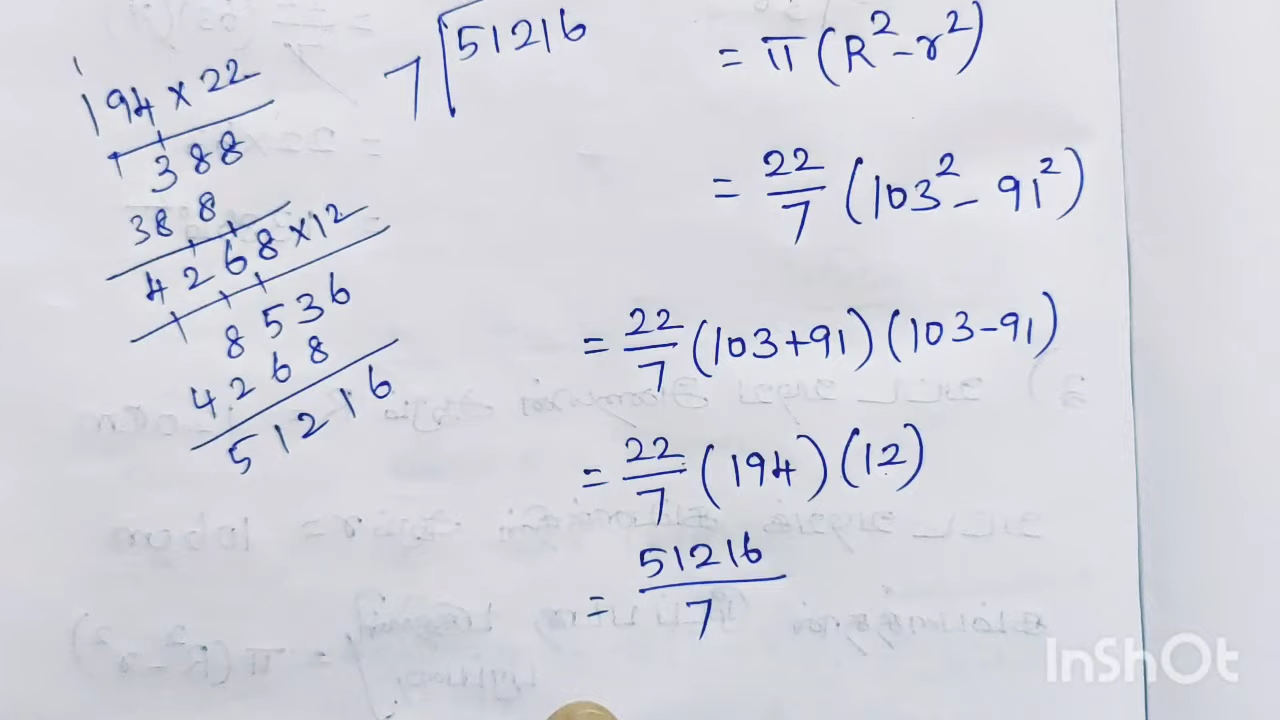 194 × 22
388
388
4268 × 12
8536
4268
51216
7 51216
= π (R² - r²)
= 22/7 (103² - 91²)
= 22/7 (103+91) (103-91)
= 22/7 (194) (12)
= 51216/7
InShOt